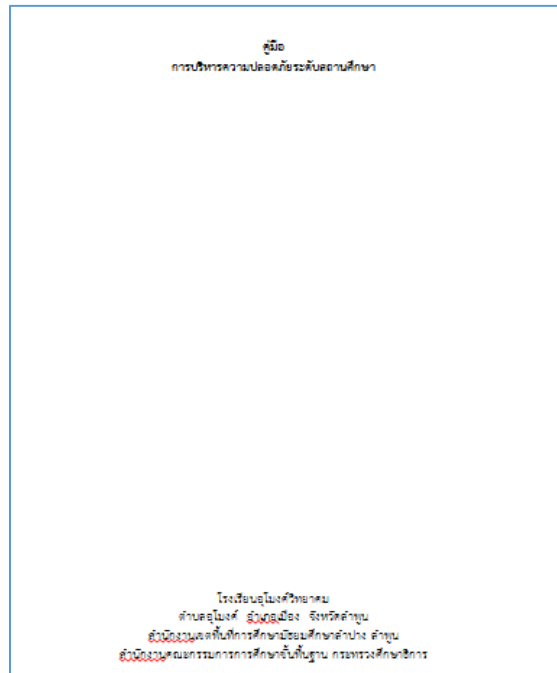 คู่มือ
การบริหารความปลอดภัยระดับสถานศึกษา
โรงเรียนอุโมงค์วิทยาคม
ตำบลอุโมงค์ อำเภอเมือง จังหวัดลำพูน
สำนักงานเขตพื้นที่การศึกษามัธยมศึกษาลำปาง ลำพูน
สำนักงานคณะกรรมการการศึกษาขั้นพื้นฐาน กระทรวงศึกษาธิการ